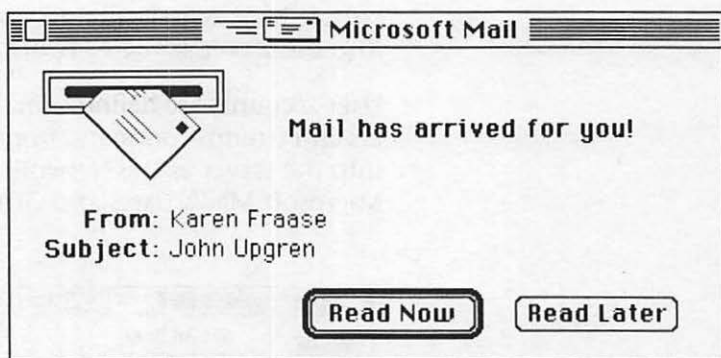 Microsoft Mail
Mail has arrived for you!
From: Karen Fraase
Subject: John Upgren
Read Now
Read Later